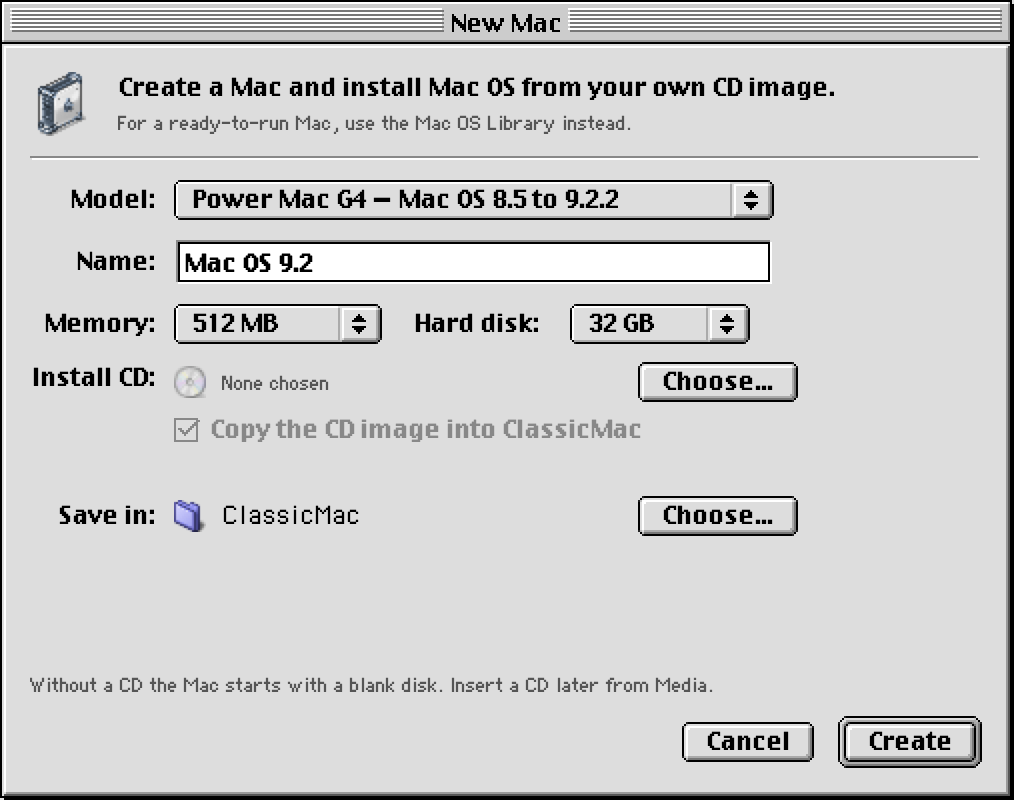 New Mac
Create a Mac and install Mac OS from your own CD image.
For a ready-to-run Mac, use the Mac OS Library instead.
Model: Power Mac G4 – Mac OS 8.5 to 9.2.2
Name: Mac OS 9.2
Memory: 512 MB Hard disk: 32 GB
Install CD: None chosen Choose...
Copy the CD image into ClassicMac
Save in: ClassicMac Choose...
Without a CD the Mac starts with a blank disk. Insert a CD later from Media.
Cancel Create